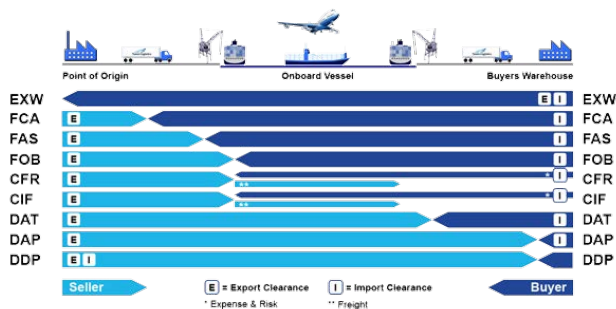 Point of Origin Onboard Vessel Buyers Warehouse
EXW E I EXW
FCA E I FCA
FAS E I FAS
FOB E I FOB
CFR E ** * I CFR
CIF E ** * I CIF
DAT E I DAT
DAP E I DAP
DDP E I DDP
Seller E = Export Clearance I = Import Clearance Buyer
* Expense & Risk ** Freight